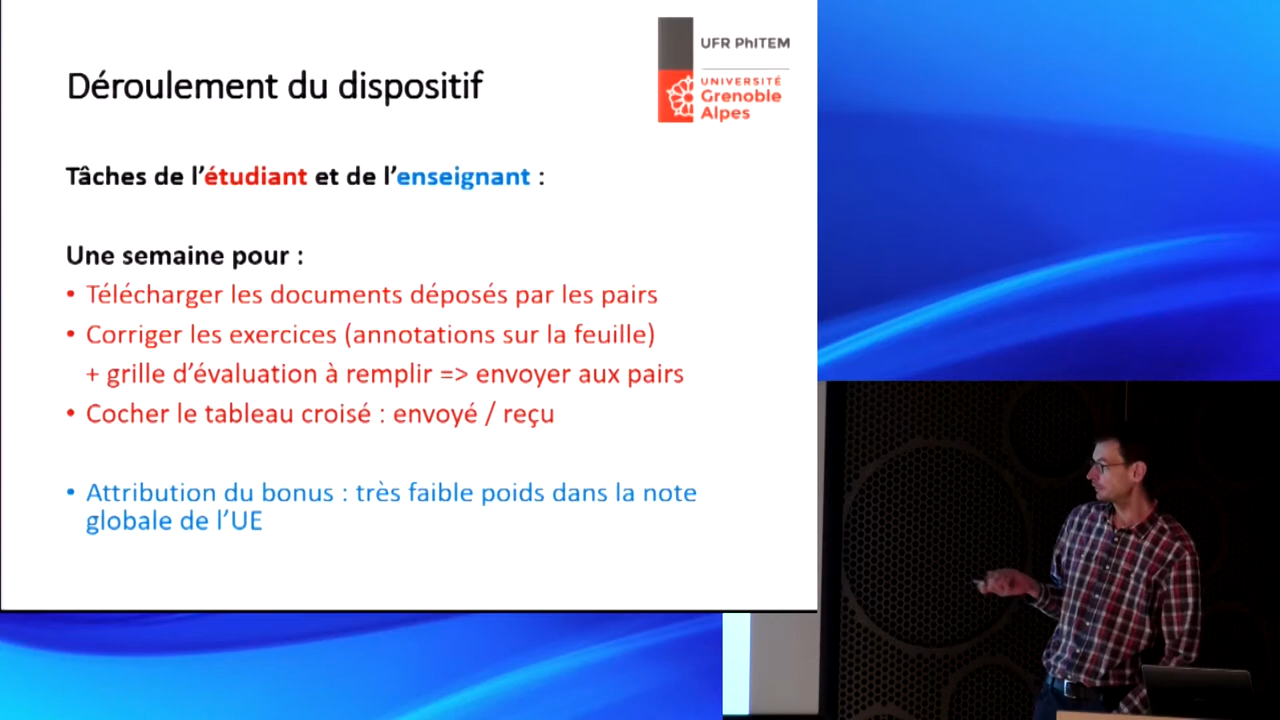 UFR PhITEM
UNIVERSITÉ
Grenoble
Alpes
Déroulement du dispositif
Tâches de l'étudiant et de l'enseignant :
Une semaine pour :
• Télécharger les documents déposés par les pairs
• Corriger les exercices (annotations sur la feuille)
+ grille d'évaluation à remplir => envoyer aux pairs
• Cocher le tableau croisé : envoyé / reçu
• Attribution du bonus : très faible poids dans la note
globale de l'UE